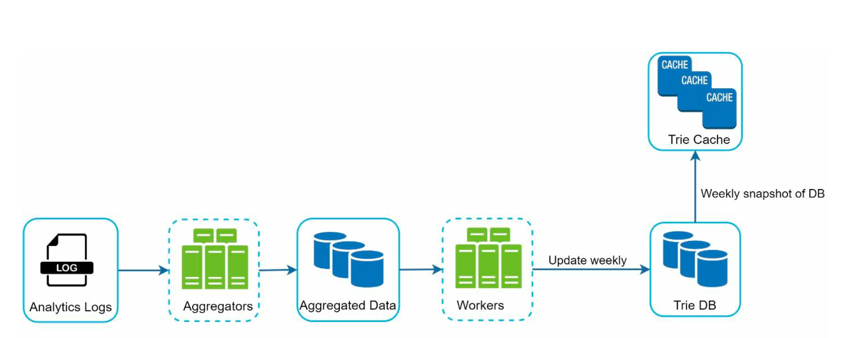 CACHE
CACHE
CACHE
Trie Cache
Weekly snapshot of DB
LOG
Analytics Logs
Aggregators
Aggregated Data
Workers
Update weekly
Trie DB